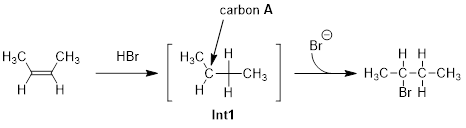 carbon A
H₃C CH₃ HBr H₃C H Br⊖ H H
C CH₃ H₃C-C-C-CH₃
H H H H Br H
Int1